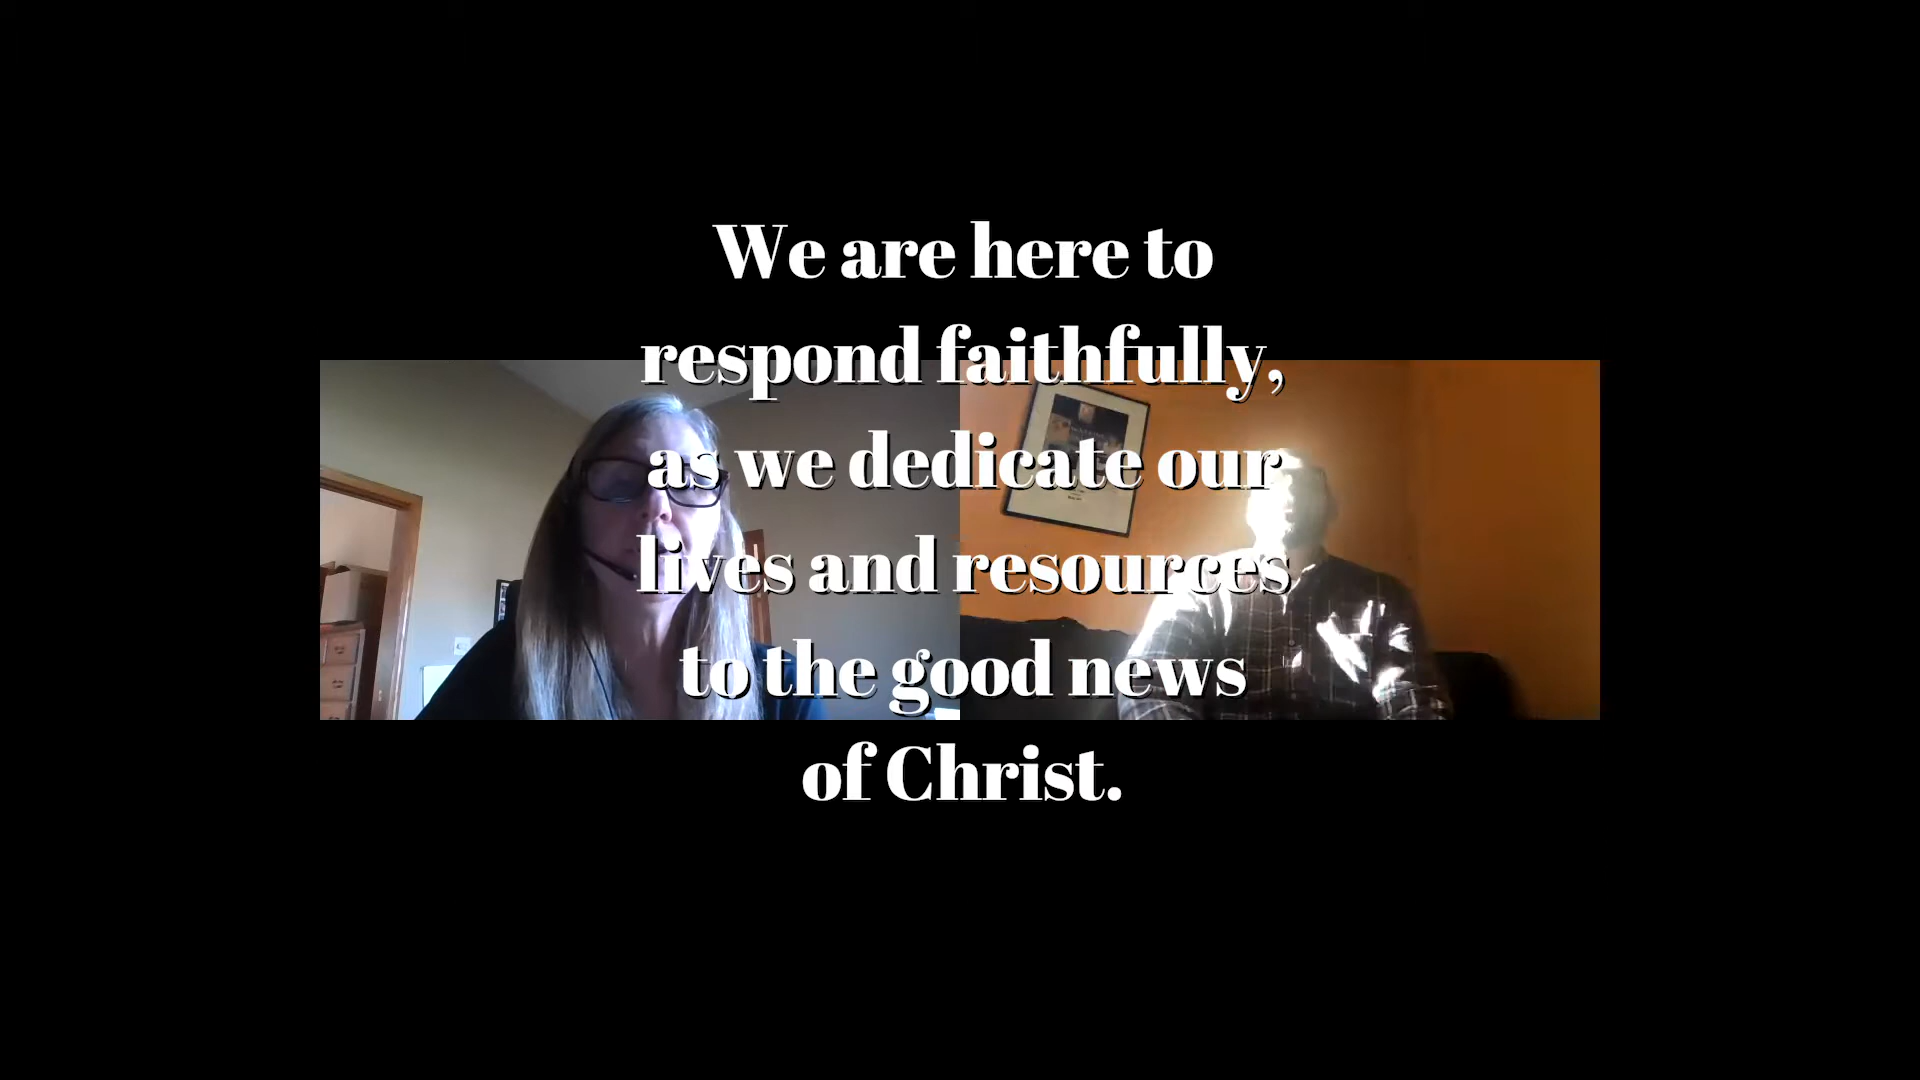 We are here to
respond faithfully,
as we dedicate our
lives and resources
to the good news
of Christ.